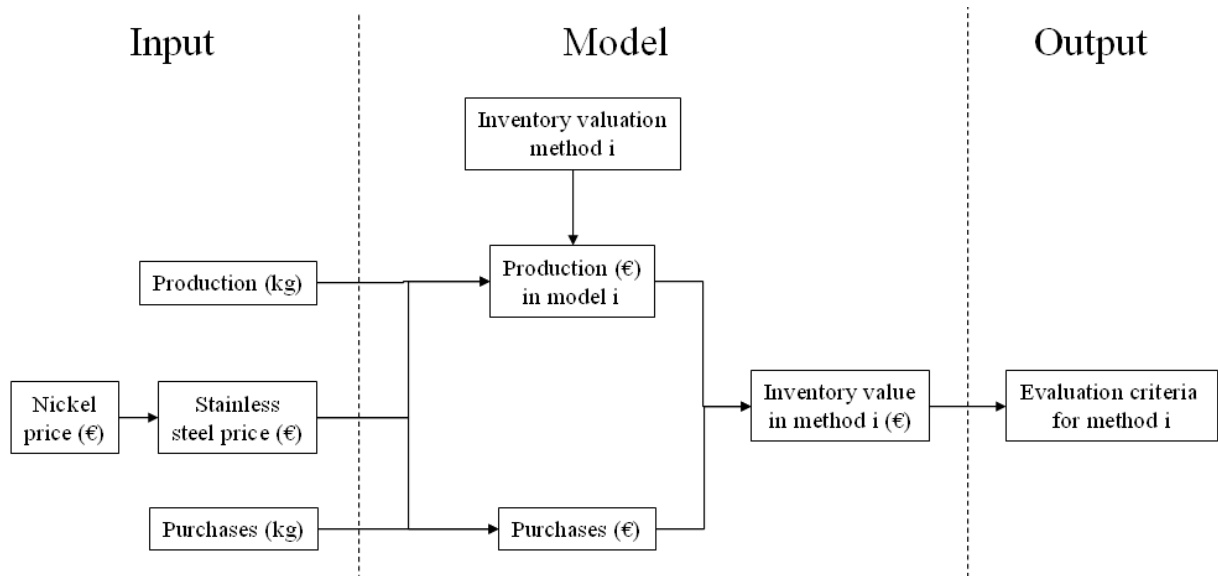 Input
Model
Output
Inventory valuation
method i
Production (kg)
Production (€)
in model i
Nickel
price (€)
Stainless
steel price (€)
Inventory value
in method i (€)
Evaluation criteria
for method i
Purchases (kg)
Purchases (€)